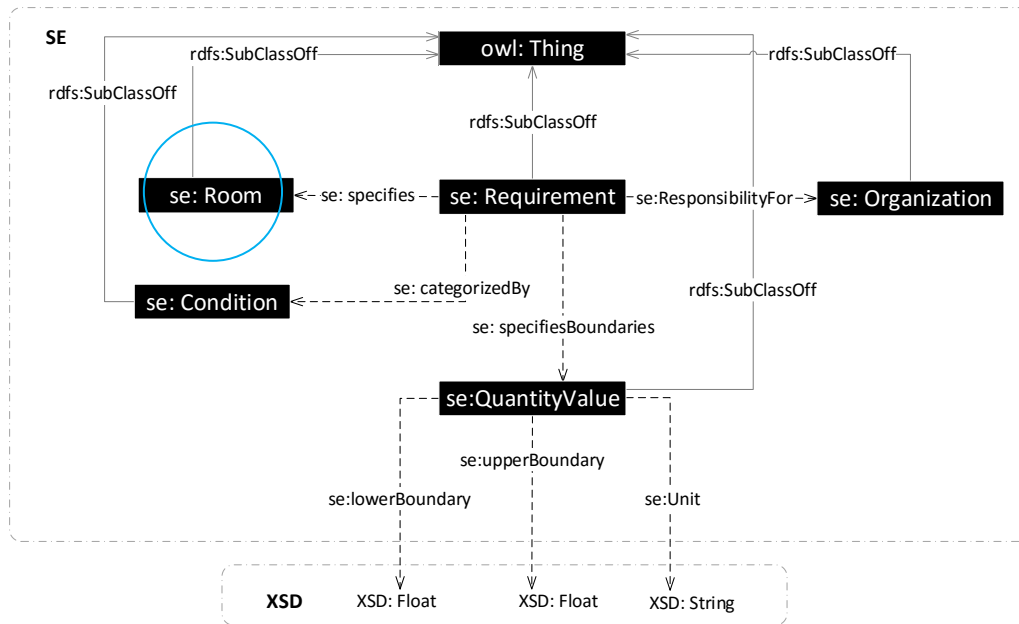 SE
owl: Thing
rdfs:SubClassOff
rdfs:SubClassOff
rdfs:SubClassOff
rdfs:SubClassOff
se: Room
se: specifies
se: Requirement
se:ResponsibilityFor
se: Organization
se: Condition
se: categorizedBy
rdfs:SubClassOff
se: specifiesBoundaries
se:QuantityValue
se:upperBoundary
se:lowerBoundary
se:Unit
XSD
XSD: Float
XSD: Float
XSD: String